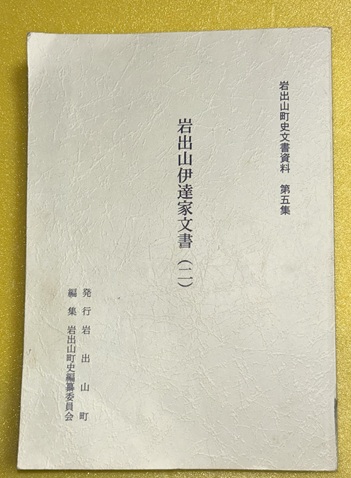 岩出山町史文書資料　第五集
岩出山伊達家文書（二）
発行　岩出山町
編集　岩出山町史編纂委員会